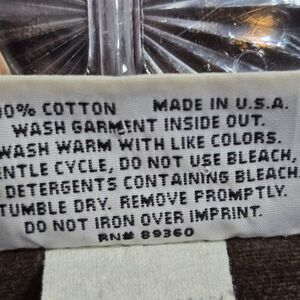 00% COTTON MADE IN U.S.A.
WASH GARMENT INSIDE OUT.
WASH WARM WITH LIKE COLORS.
ENTLE CYCLE, DO NOT USE BLEACH,
DETERGENTS CONTAINING BLEACH
TUMBLE DRY. REMOVE PROMPTLY.
DO NOT IRON OVER IMPRINT.
RN# 89360